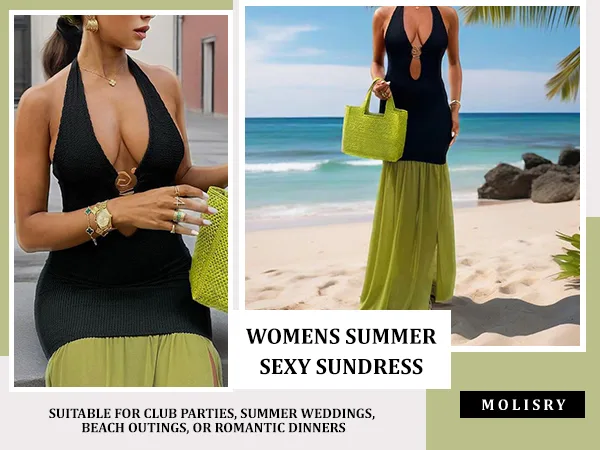 WOMENS SUMMER
SEXY SUNDRESS
MOLISRY
SUITABLE FOR CLUB PARTIES, SUMMER WEDDINGS,
BEACH OUTINGS, OR ROMANTIC DINNERS